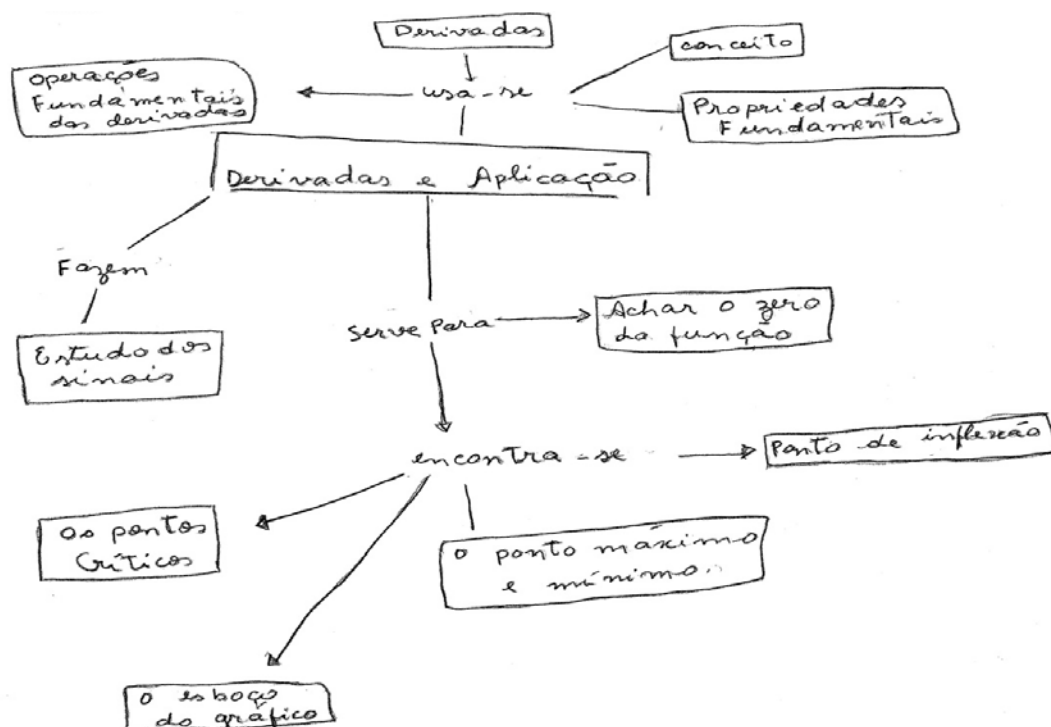 Derivadas
conceito
operações
Fundamentais
das derivadas
usa-se
Propriedades
Fundamentais
Derivadas e Aplicação
Fazem
serve para
Achar o zero
da função
Estudo dos
sinais
encontra-se
Ponto de inflexão
Os pontos
Críticos
O ponto máximo
e mínimo.
O esboço
do gráfico